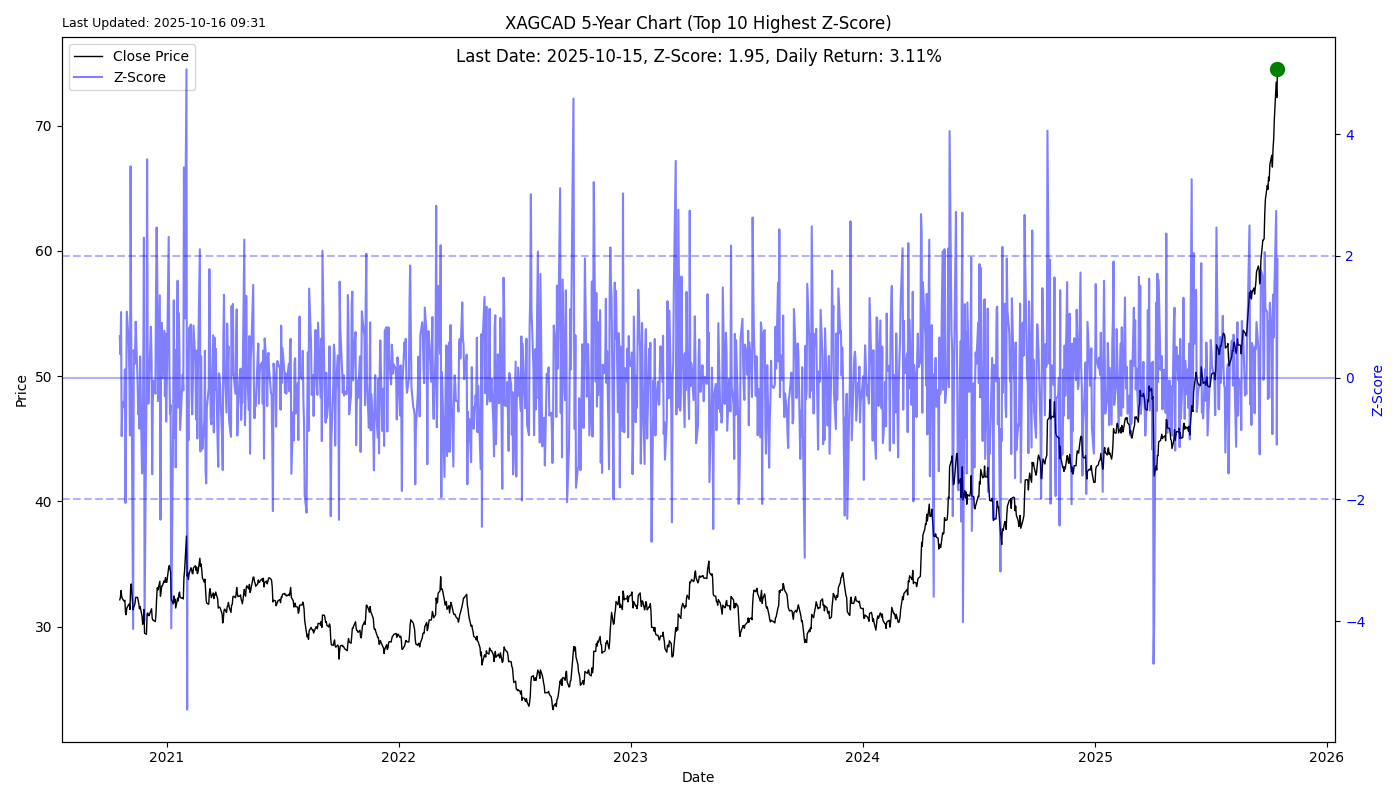 Last Updated: 2025-10-16 09:31
XAGCAD 5-Year Chart (Top 10 Highest Z-Score)
Last Date: 2025-10-15, Z-Score: 1.95, Daily Return: 3.11%
Close Price
Z-Score
Price
70
60
50
40
30
4
2
0
−2
−4
Z-Score
2021
2022
2023
2024
2025
2026
Date